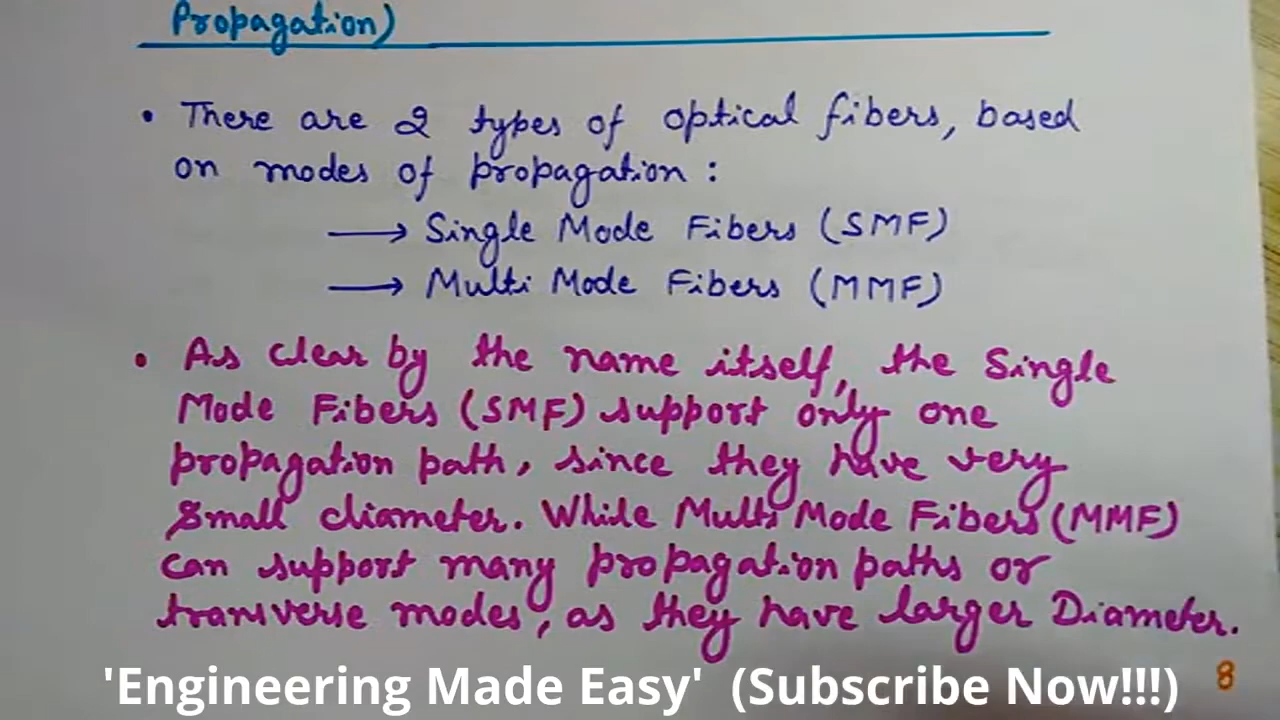 Propagation)
• There are 2 types of optical fibers, based
on modes of propagation :
→ Single Mode Fibers (SMF)
→ Multi Mode Fibers (MMF)
• As clear by the name itself, the Single
Mode Fibers (SMF) support only one
propagation path, since they have very
small diameter. While Multi Mode Fibers (MMF)
can support many propagation paths or
transverse modes, as they have larger Diameter.
'Engineering Made Easy' (Subscribe Now!!!)
8